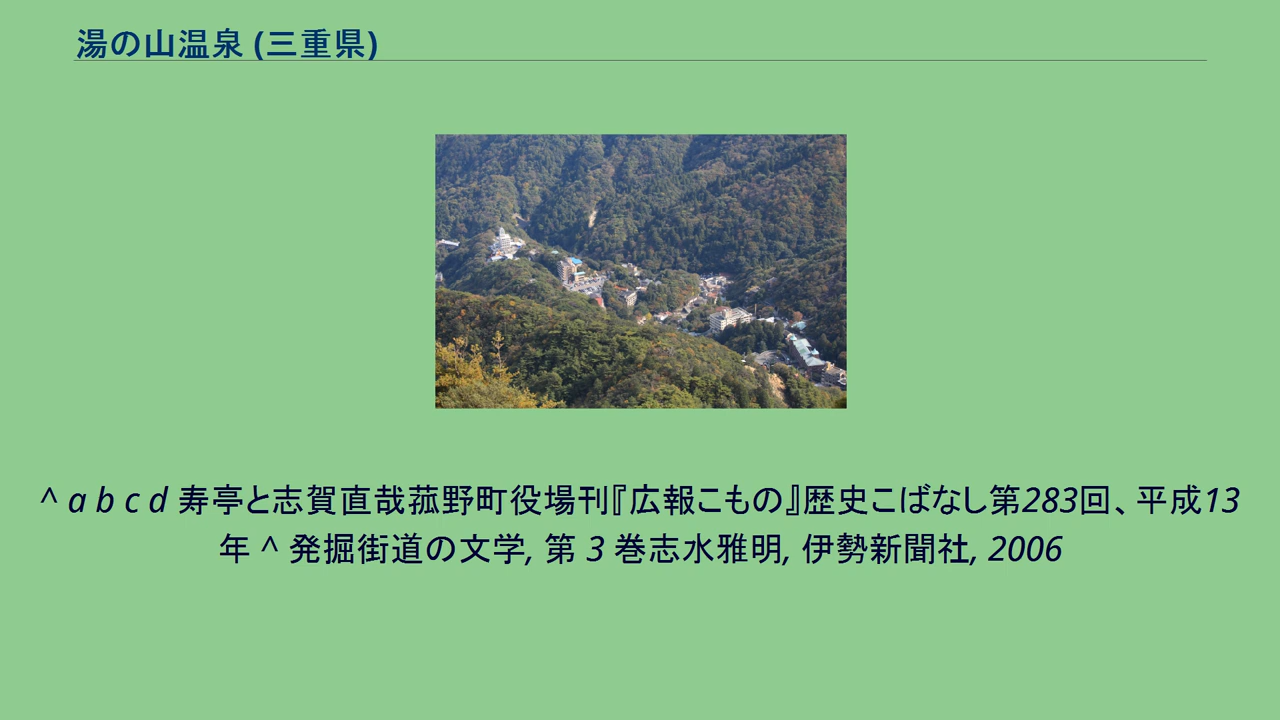 湯の山温泉 (三重県)
^ a b c d 寿亭と志賀直哉菰野町役場刊『広報こもの』歴史こばなし第283回、平成13
年 ^ 発掘街道の文学, 第 3 巻志水雅明, 伊勢新聞社, 2006